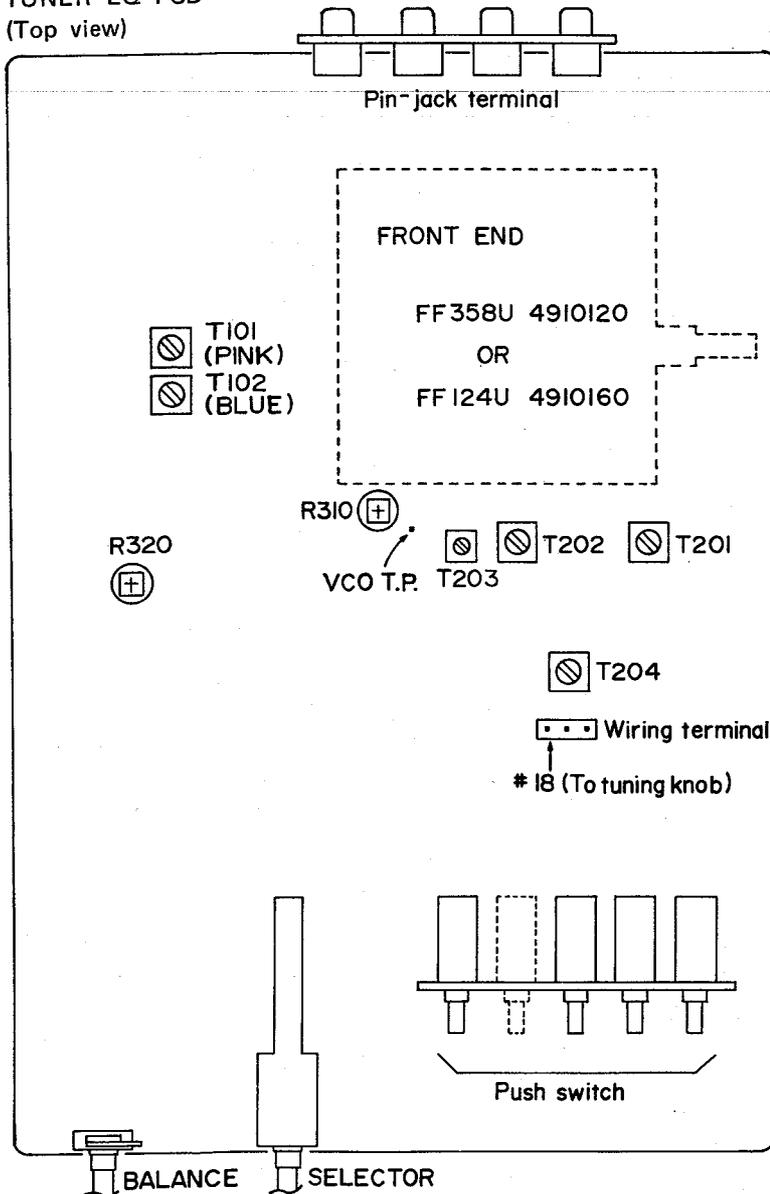 TUNER EQ PCB
(Top view)
Pin-jack terminal
FRONT END
FF358U 4910120
OR
FF124U 4910160
T101
(PINK)
T102
(BLUE)
R310
R320
VCO T.P.
T203
T202
T201
T204
Wiring terminal
#18 (To tuning knob)
Push switch
BALANCE
SELECTOR